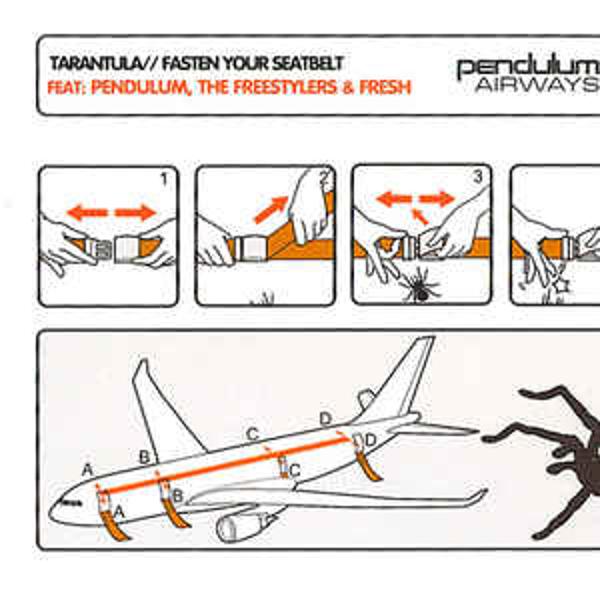 TARANTULA// FASTEN YOUR SEATBELT
FEAT: PENDULUM, THE FREESTYLERS & FRESH
pendulum
AIRWAYS
1
2
3
A
B
C
D
A
B
C
D